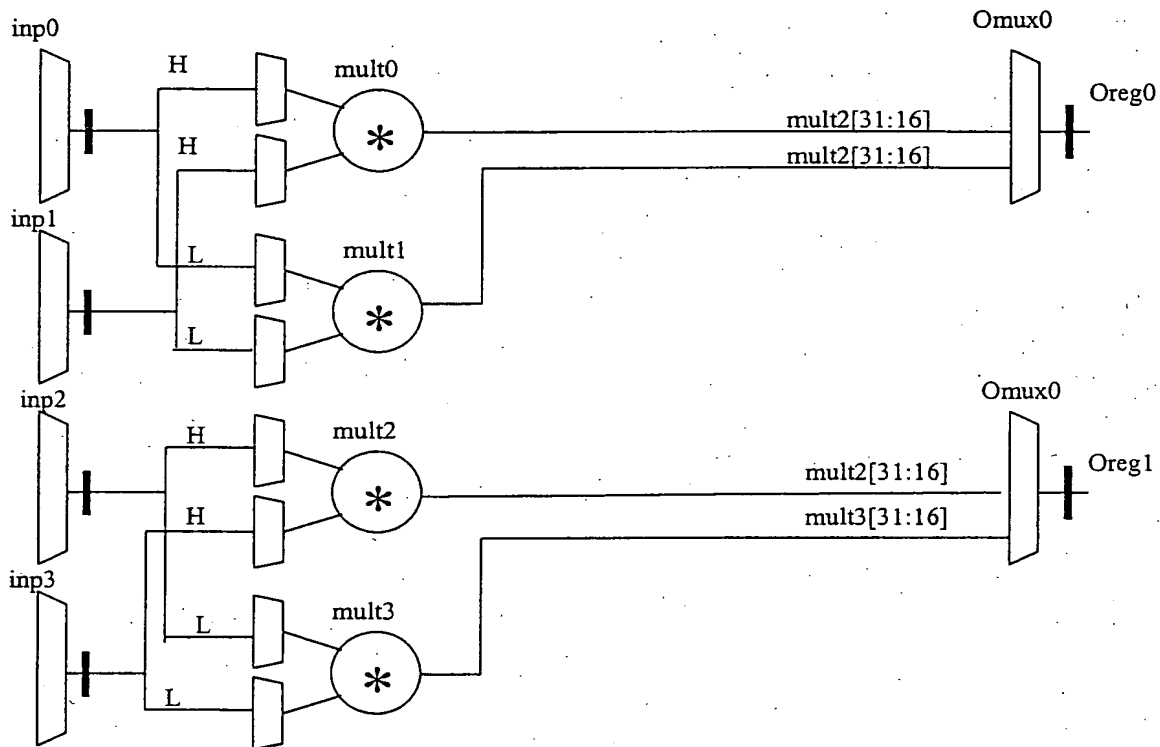 inp0
Omux0
H
mult0
Oreg0
mult2[31:16]
*
H
mult2[31:16]
inp1
L
mult1
*
L
inp2
Omux0
H
mult2
Oreg1
mult2[31:16]
*
H
mult3[31:16]
inp3
L
mult3
*
L